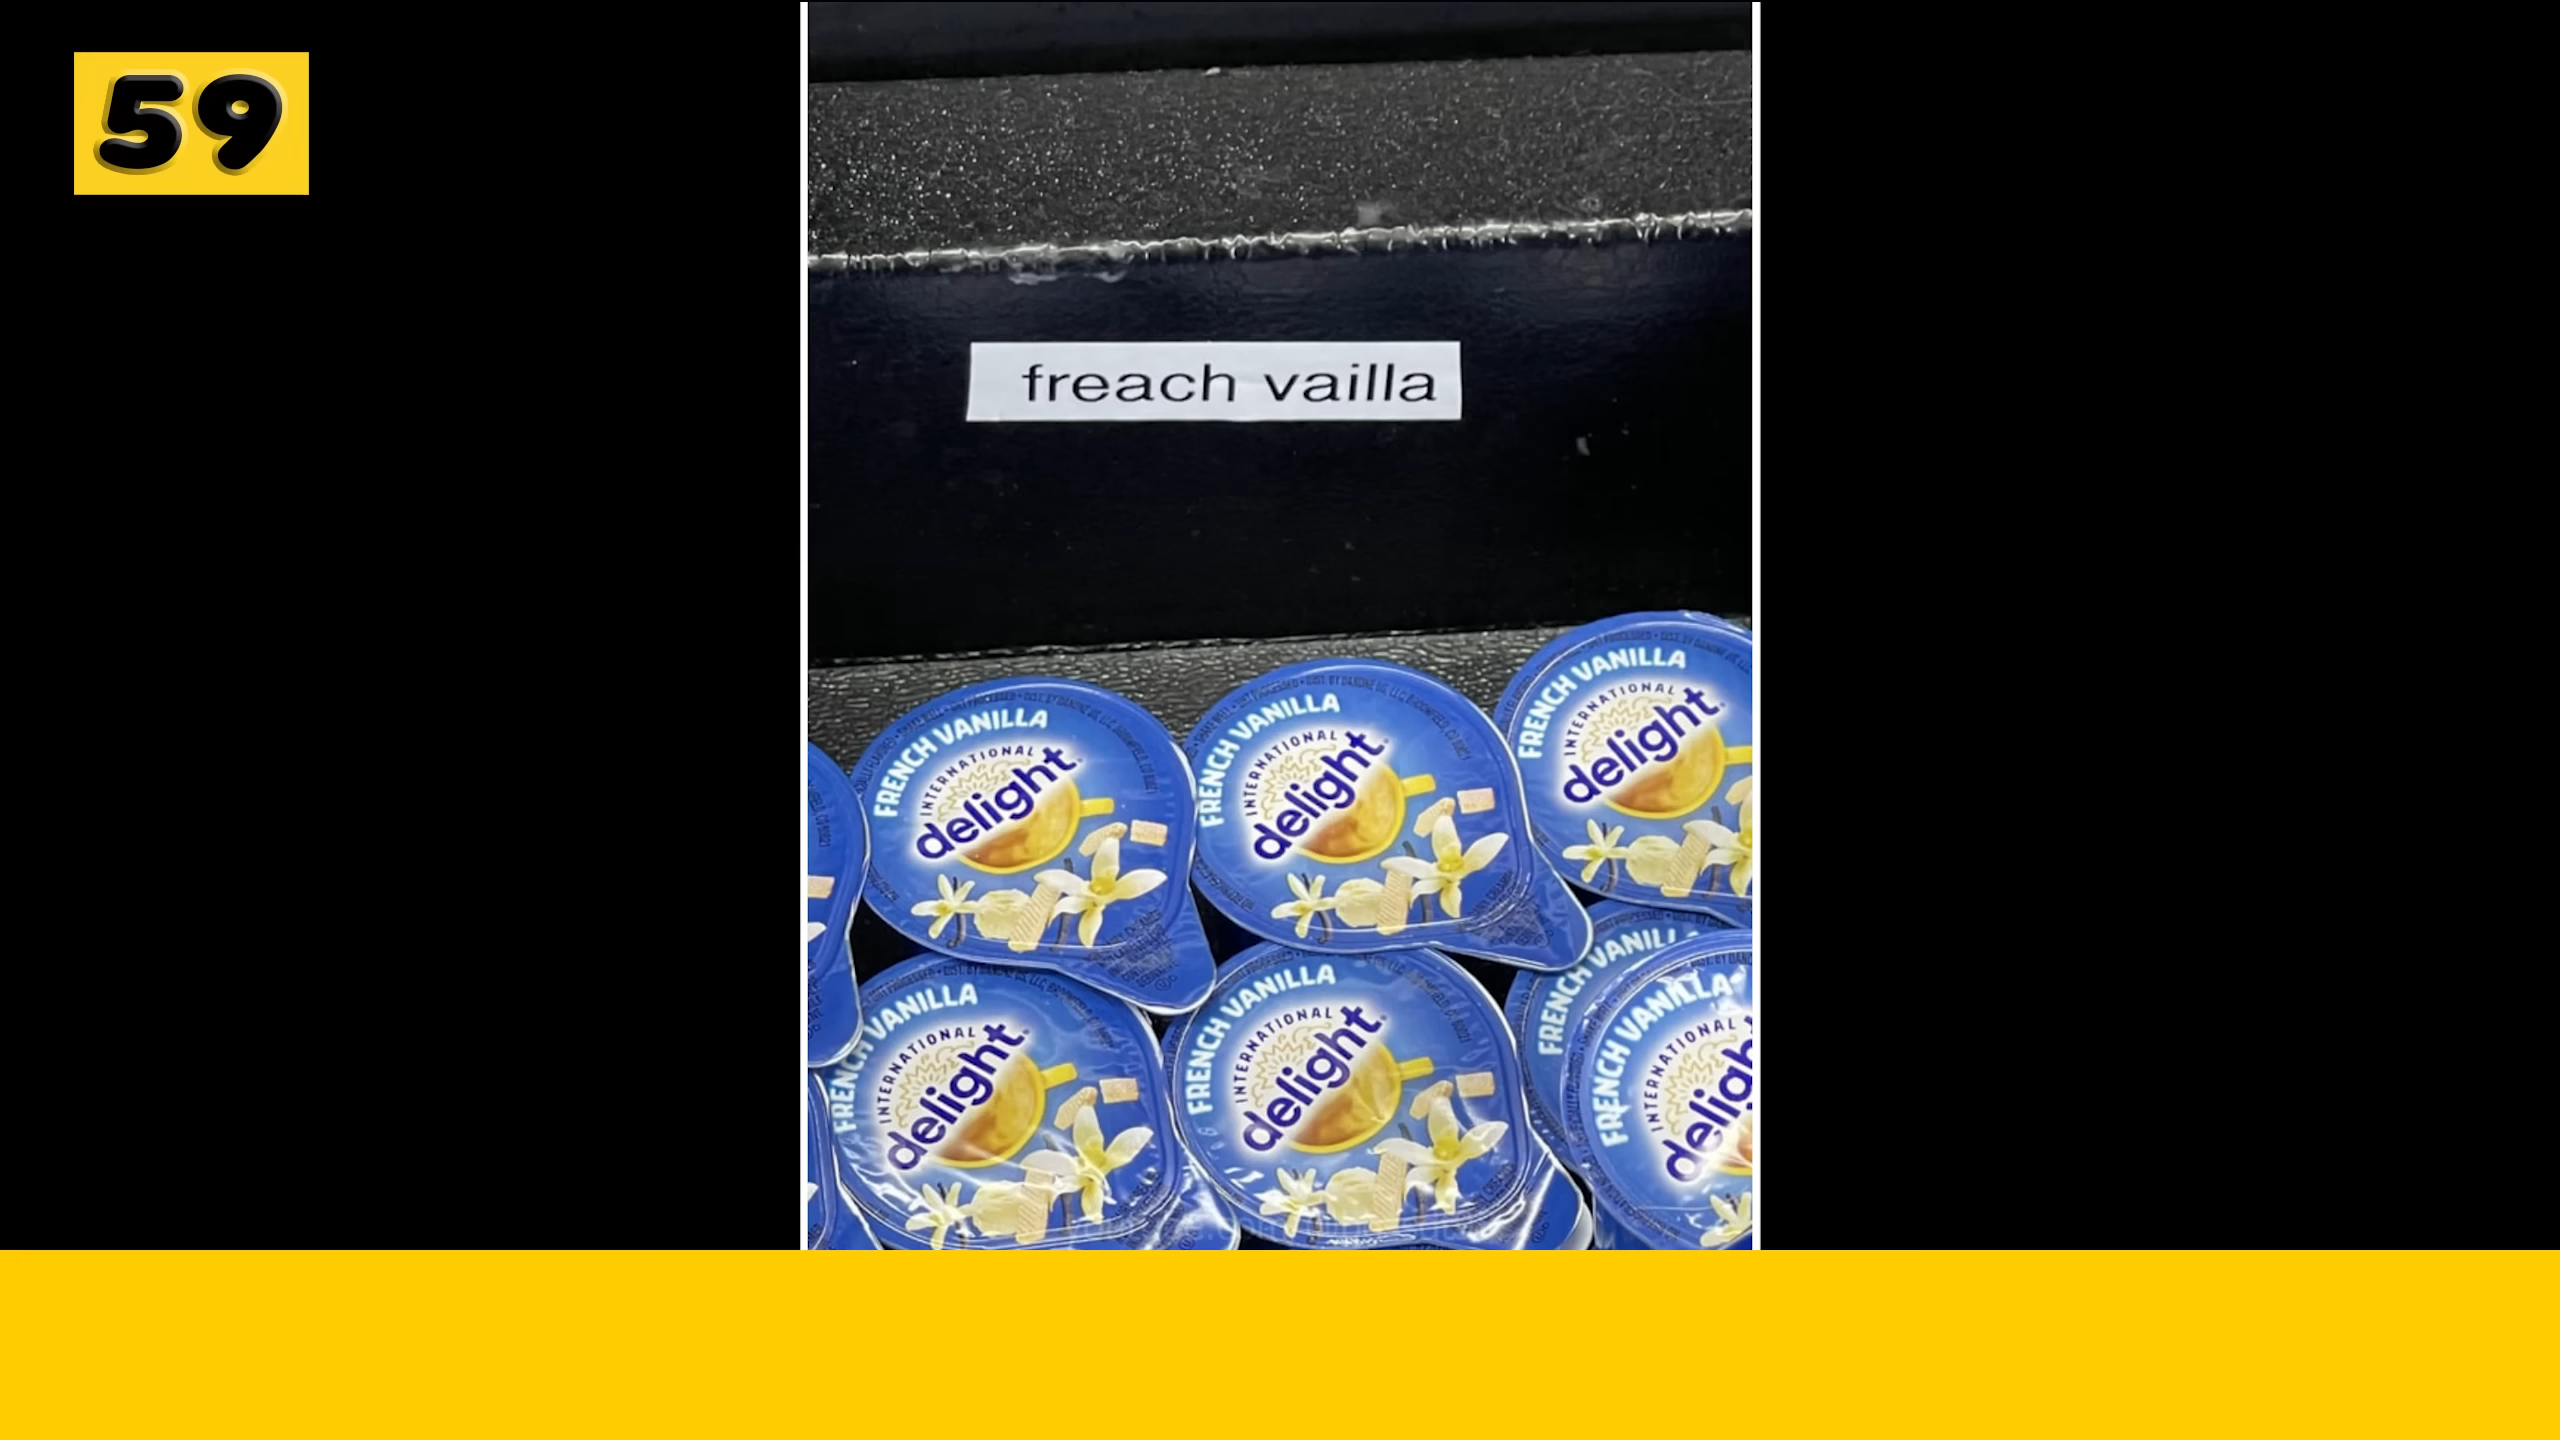 59
freach vailla
FRENCH VANILLA
INTERNATIONAL
delight
FRENCH VANILLA
INTERNATIONAL
delight
FRENCH VANILLA
INTERNATIONAL
delight
FRENCH VANILLA
INTERNATIONAL
delight
FRENCH VANILLA
INTERNATIONAL
delight
FRENCH
FRENCH VANILLA
INTERNATIONAL